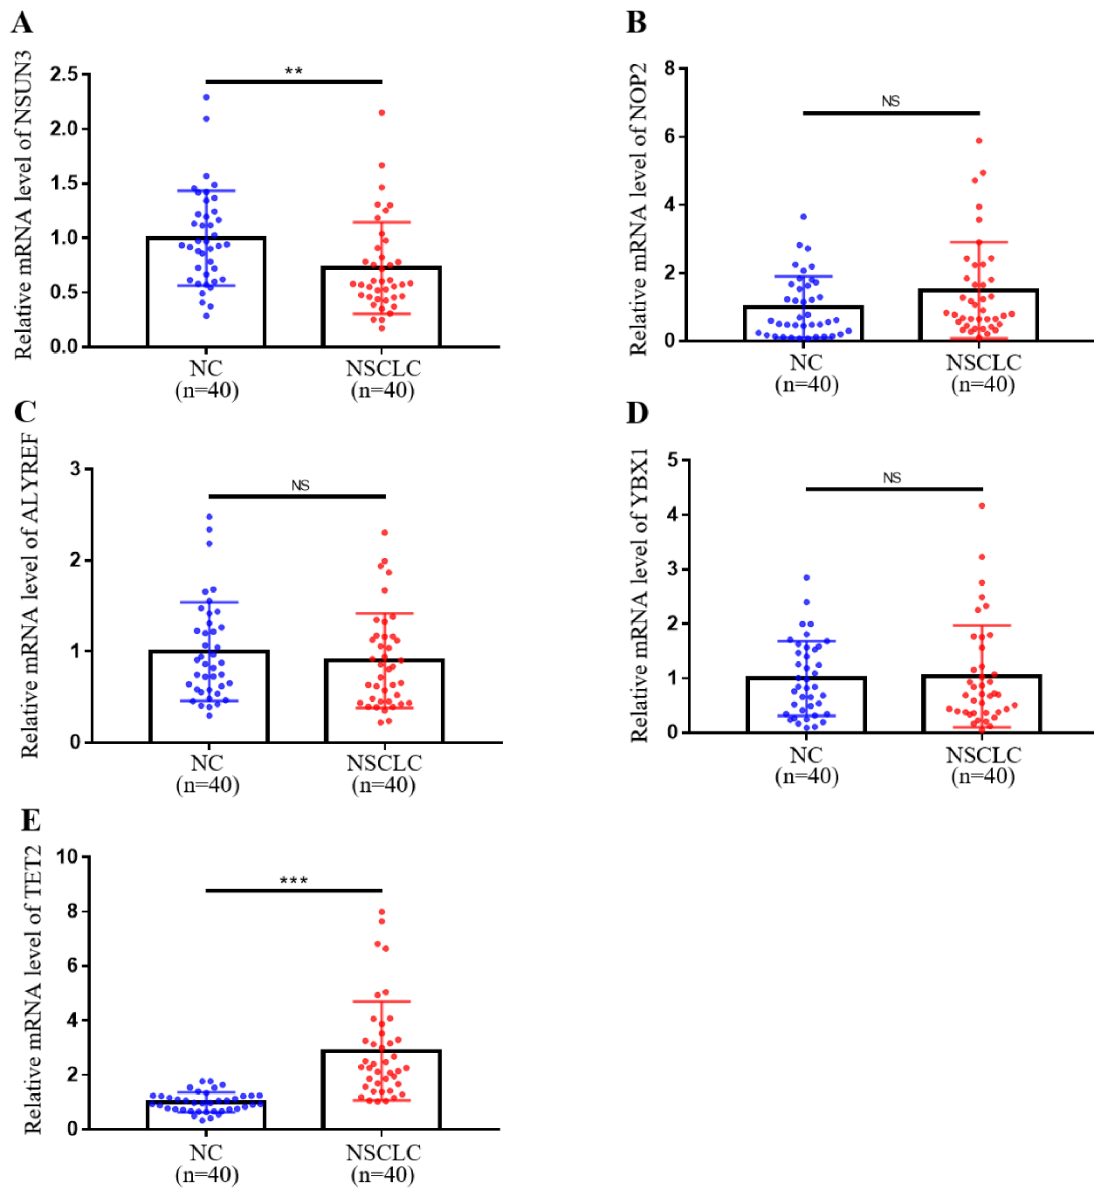 A
Relative mRNA level of NSUN3
2.5
2.0
1.5
1.0
0.5
0.0
**
NC
(n=40)
NSCLC
(n=40)
B
Relative mRNA level of NOP2
8
6
4
2
0
NS
NC
(n=40)
NSCLC
(n=40)
C
Relative mRNA level of ALYREF
3
2
1
0
NS
NC
(n=40)
NSCLC
(n=40)
D
Relative mRNA level of YBX1
5
4
3
2
1
0
NS
NC
(n=40)
NSCLC
(n=40)
E
Relative mRNA level of TET2
10
8
6
4
2
0
***
NC
(n=40)
NSCLC
(n=40)